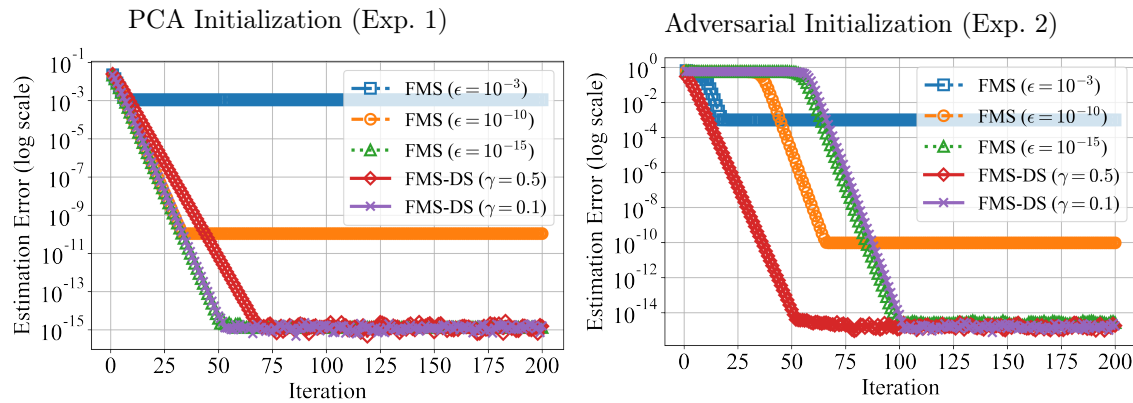 PCA Initialization (Exp. 1)
Estimation Error (log scale)
10⁻¹
10⁻³
10⁻⁵
10⁻⁷
10⁻⁹
10⁻¹¹
10⁻¹³
10⁻¹⁵
FMS (ϵ = 10⁻³)
FMS (ϵ = 10⁻¹⁰)
FMS (ϵ = 10⁻¹⁵)
FMS-DS (γ = 0.5)
FMS-DS (γ = 0.1)
0 25 50 75 100 125 150 175 200
Iteration
Adversarial Initialization (Exp. 2)
Estimation Error (log scale)
10⁰
10⁻²
10⁻⁴
10⁻⁶
10⁻⁸
10⁻¹⁰
10⁻¹²
10⁻¹⁴
FMS (ϵ = 10⁻³)
FMS (ϵ = 10⁻¹⁰)
FMS (ϵ = 10⁻¹⁵)
FMS-DS (γ = 0.5)
FMS-DS (γ = 0.1)
0 25 50 75 100 125 150 175 200
Iteration